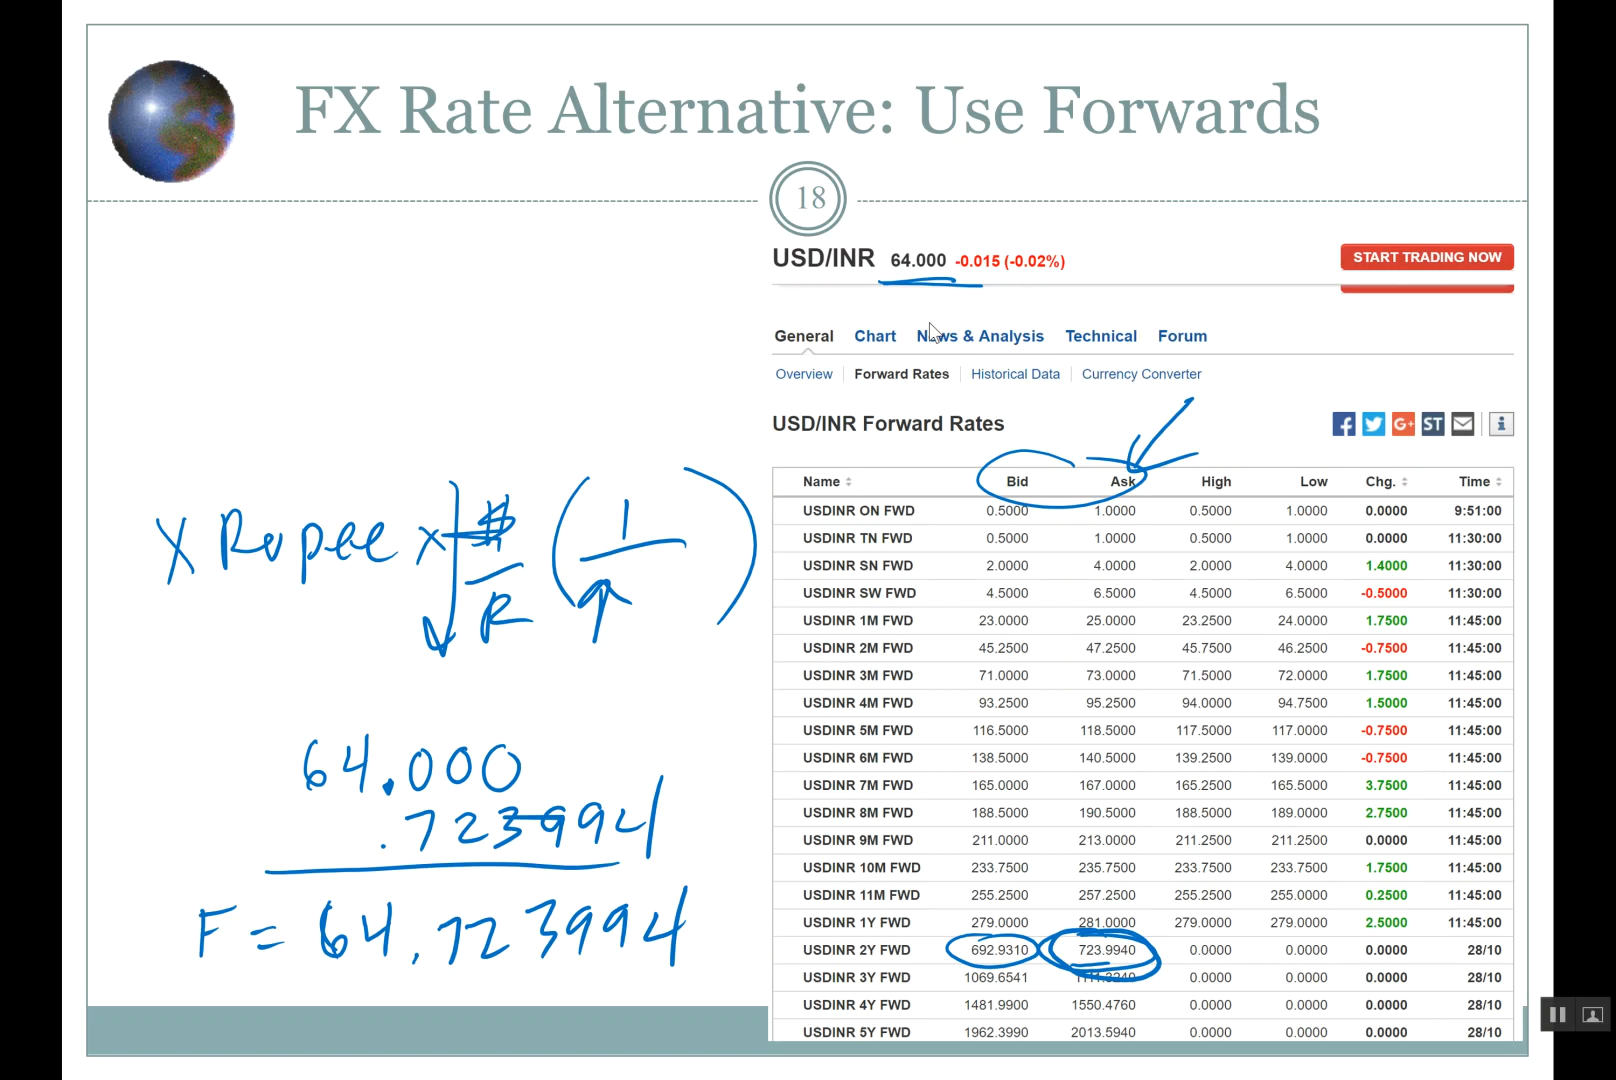 FX Rate Alternative: Use Forwards
18
USD/INR 64.000 -0.015 (-0.02%)
START TRADING NOW
General Chart News & Analysis Technical Forum
Overview Forward Rates Historical Data Currency Converter
USD/INR Forward Rates
G+ ST i
Name Bid Ask High Low Chg. Time
USDINR ON FWD 0.5000 1.0000 0.5000 1.0000 0.0000 9:51:00
USDINR TN FWD 0.5000 1.0000 0.5000 1.0000 0.0000 11:30:00
USDINR SN FWD 2.0000 4.0000 2.0000 4.0000 1.4000 11:30:00
USDINR SW FWD 4.5000 6.5000 4.5000 6.5000 -0.5000 11:30:00
USDINR 1M FWD 23.0000 25.0000 23.2500 24.0000 1.7500 11:45:00
USDINR 2M FWD 45.2500 47.2500 45.7500 46.2500 -0.7500 11:45:00
USDINR 3M FWD 71.0000 73.0000 71.5000 72.0000 1.7500 11:45:00
USDINR 4M FWD 93.2500 95.2500 94.0000 94.7500 1.5000 11:45:00
USDINR 5M FWD 116.5000 118.5000 117.5000 117.0000 -0.7500 11:45:00
USDINR 6M FWD 138.5000 140.5000 139.2500 139.0000 -0.7500 11:45:00
USDINR 7M FWD 165.0000 167.0000 165.2500 165.5000 3.7500 11:45:00
USDINR 8M FWD 188.5000 190.5000 188.5000 189.0000 2.7500 11:45:00
USDINR 9M FWD 211.0000 213.0000 211.2500 211.2500 0.0000 11:45:00
USDINR 10M FWD 233.7500 235.7500 233.7500 233.7500 1.7500 11:45:00
USDINR 11M FWD 255.2500 257.2500 255.2500 255.0000 0.2500 11:45:00
USDINR 1Y FWD 279.0000 281.0000 279.0000 279.0000 2.5000 11:45:00
USDINR 2Y FWD 692.9310 723.9940 0.0000 0.0000 0.0000 28/10
USDINR 3Y FWD 1069.6541 0.0000 0.0000 0.0000 28/10
USDINR 4Y FWD 1481.9900 1550.4760 0.0000 0.0000 0.0000 28/10
USDINR 5Y FWD 1962.3990 2013.5940 0.0000 0.0000 0.0000 28/10
X Rupee x $ / R ( 1 / )
64.000
.723994
F = 64.723994